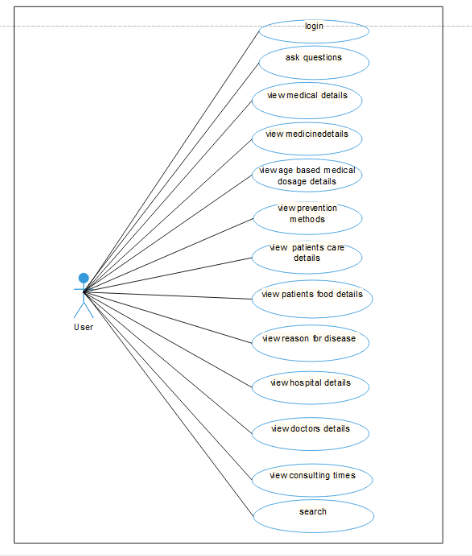 login
ask questions
view medical details
view medicinedetails
view age based medical
dosage details
view prevention
methods
view patients care
details
view patients food details
view reason for disease
view hospital details
view doctors details
view consulting times
search
User